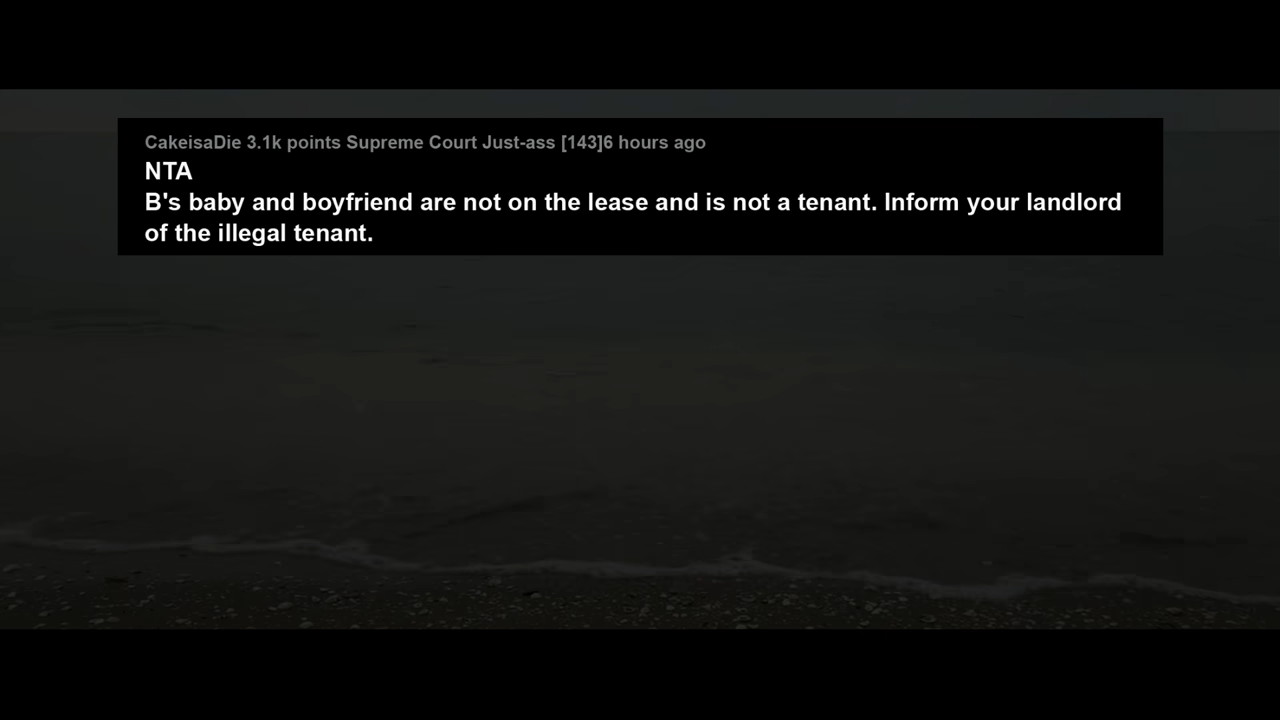 CakeisaDie 3.1k points Supreme Court Just-ass [143]6 hours ago
NTA
B's baby and boyfriend are not on the lease and is not a tenant. Inform your landlord
of the illegal tenant.